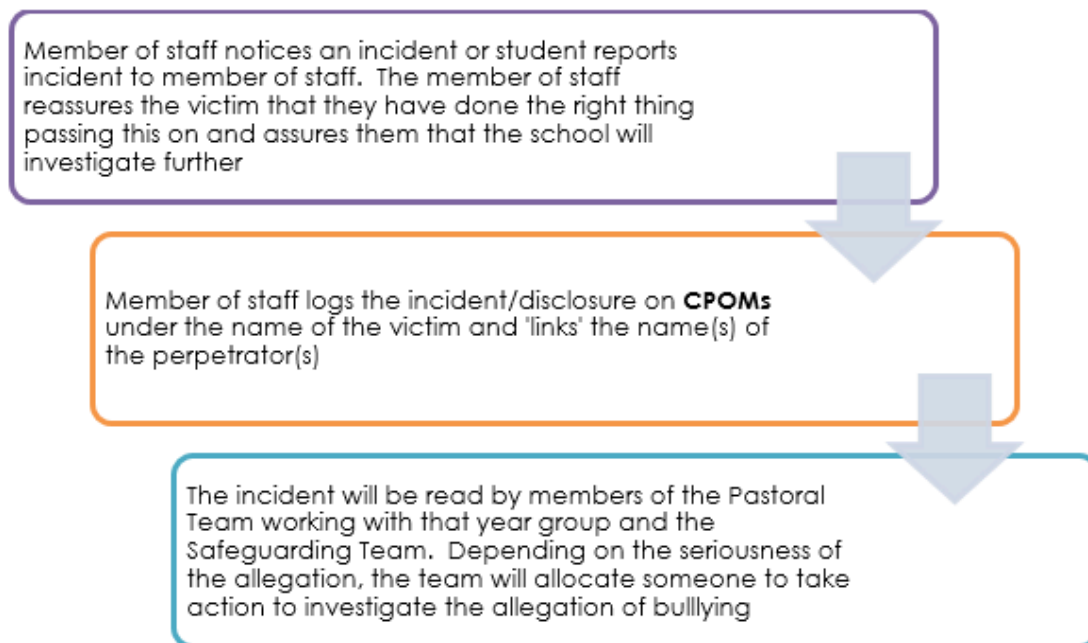 Member of staff notices an incident or student reports
incident to member of staff.  The member of staff
reassures the victim that they have done the right thing
passing this on and assures them that the school will
investigate further
Member of staff logs the incident/disclosure on CPOMs
under the name of the victim and 'links' the name(s) of
the perpetrator(s)
The incident will be read by members of the Pastoral
Team working with that year group and the
Safeguarding Team.  Depending on the seriousness of
the allegation, the team will allocate someone to take
action to investigate the allegation of bulllying